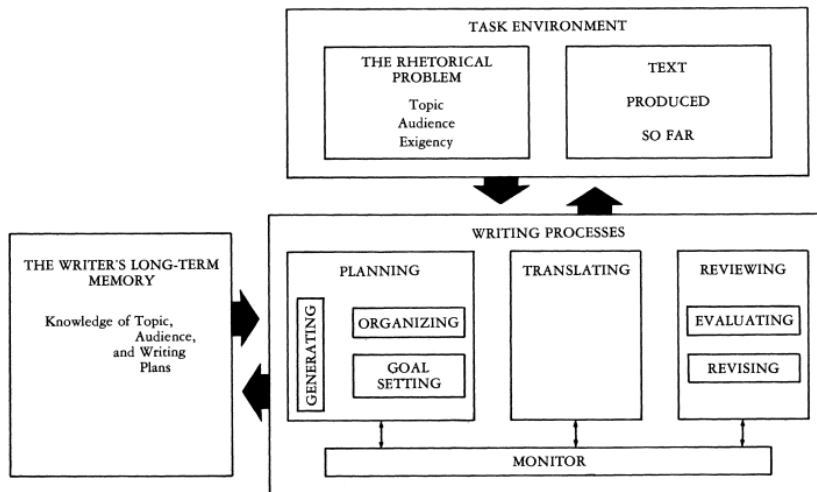 TASK ENVIRONMENT
THE RHETORICAL
PROBLEM
Topic
Audience
Exigency
TEXT
PRODUCED
SO FAR
THE WRITER'S LONG-TERM
MEMORY
Knowledge of Topic,
Audience,
and Writing
Plans
WRITING PROCESSES
PLANNING
GENERATING
ORGANIZING
GOAL
SETTING
TRANSLATING
REVIEWING
EVALUATING
REVISING
MONITOR